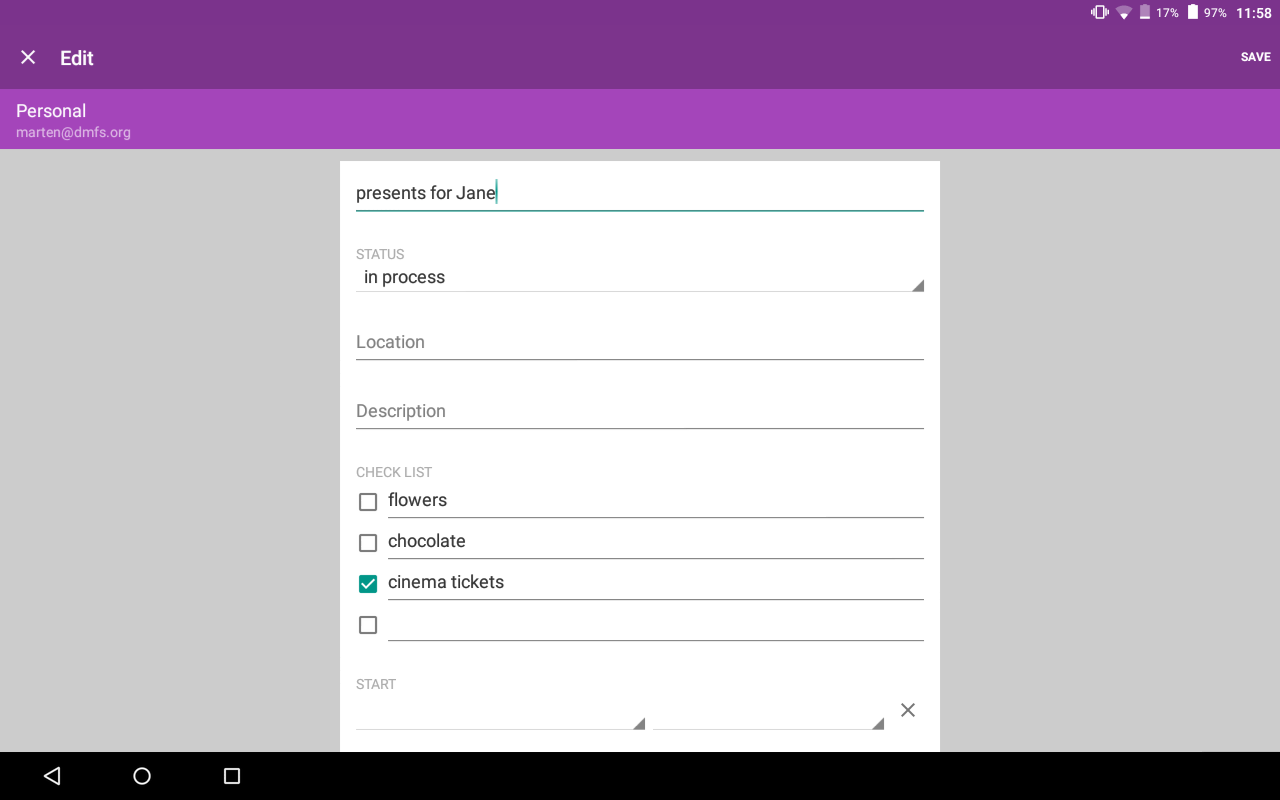 17% 97% 11:58
Edit SAVE
Personal
marten@dmfs.org
presents for Jane
STATUS
in process
Location
Description
CHECK LIST
flowers
chocolate
cinema tickets
START